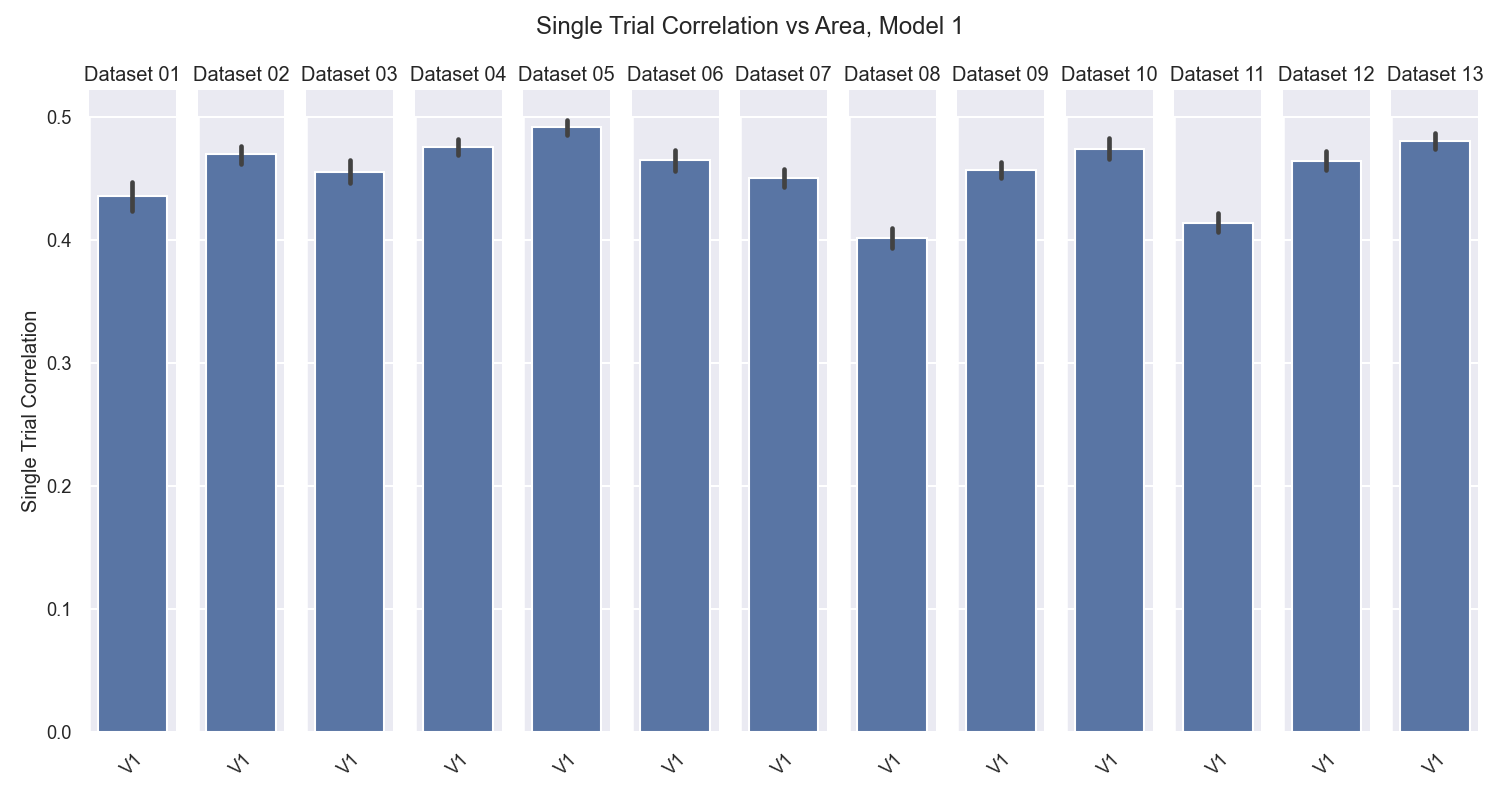 Single Trial Correlation vs Area, Model 1
Dataset 01 Dataset 02 Dataset 03 Dataset 04 Dataset 05 Dataset 06 Dataset 07 Dataset 08 Dataset 09 Dataset 10 Dataset 11 Dataset 12 Dataset 13
Single Trial Correlation
0.5
0.4
0.3
0.2
0.1
0.0
V1 V1 V1 V1 V1 V1 V1 V1 V1 V1 V1 V1 V1